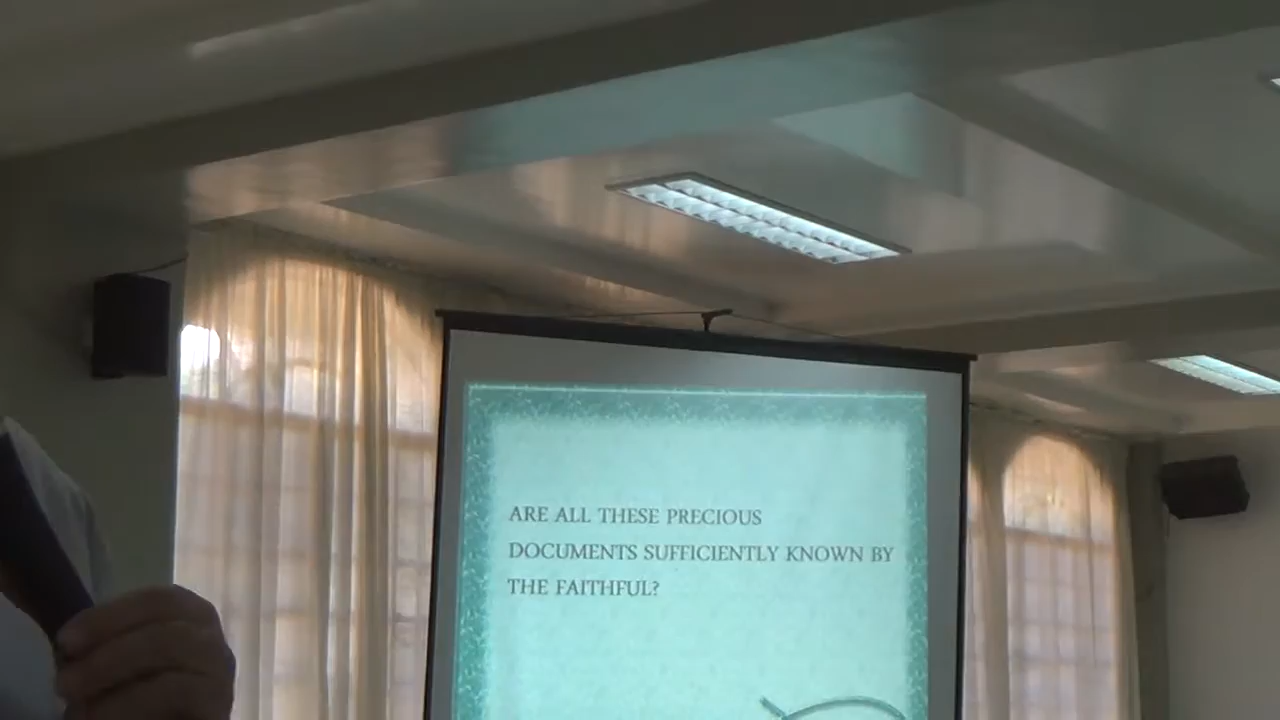 ARE ALL THESE PRECIOUS
DOCUMENTS SUFFICIENTLY KNOWN BY
THE FAITHFUL?